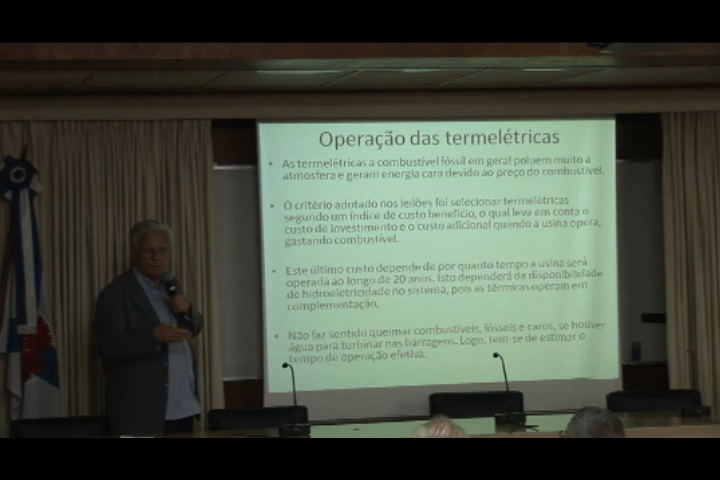 Operação das termelétricas
• As termelétricas a combustível fóssil em geral poluem muito a
atmosfera e geram energia cara devido ao preço do combustível.
• O critério adotado nos leilões foi selecionar termelétricas
segundo um índice de custo benefício, o qual leva em conta o
custo de investimento e o custo adicional quando a usina opera,
gastando combustível.
• Este último custo depende de por quanto tempo a usina será
operada ao longo de 20 anos. Isto dependerá da disponibilidade
de hidroeletricidade no sistema, pois as térmicas operam em
complementação.
• Não faz sentido queimar combustíveis, fósseis e caros, se houver
água para turbinar nas barragens. Logo, tem-se de estimar o
tempo de operação efetiva.